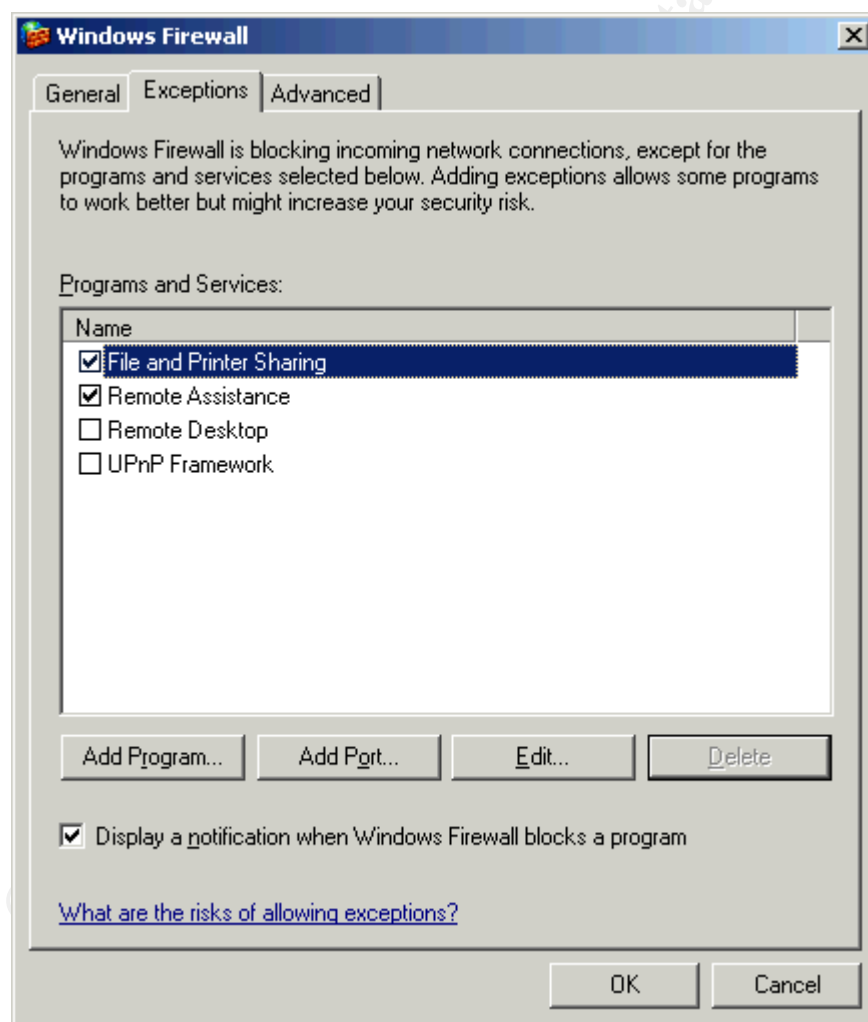 Windows Firewall
General Exceptions Advanced
Windows Firewall is blocking incoming network connections, except for the
programs and services selected below. Adding exceptions allows some programs
to work better but might increase your security risk.
Programs and Services:
Name
File and Printer Sharing
Remote Assistance
Remote Desktop
UPnP Framework
Add Program... Add Port... Edit... Delete
Display a notification when Windows Firewall blocks a program
What are the risks of allowing exceptions?
OK Cancel